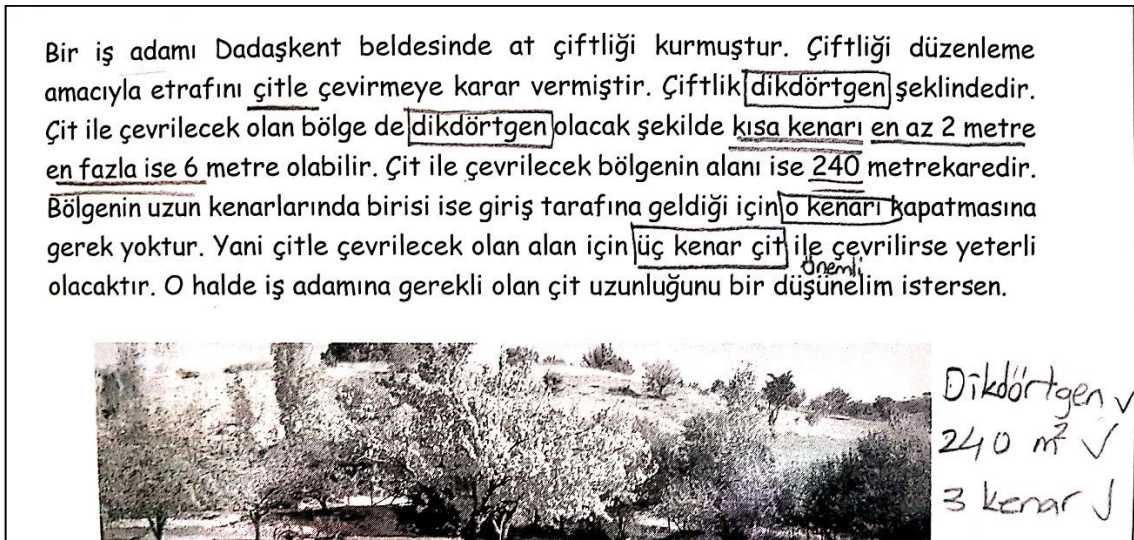 Bir iş adamı Dadaşkent beldesinde at çiftliği kurmuştur. Çiftliği düzenleme
amacıyla etrafını çitle çevirmeye karar vermiştir. Çiftlik dikdörtgen şeklindedir.
Çit ile çevrilecek olan bölge de dikdörtgen olacak şekilde kısa kenarı en az 2 metre
en fazla ise 6 metre olabilir. Çit ile çevrilecek bölgenin alanı ise 240 metrekaredir.
Bölgenin uzun kenarlarında birisi ise giriş tarafına geldiği için o kenarı kapatmasına
gerek yoktur. Yani çitle çevrilecek olan alan için üç kenar çit ile çevrilirse yeterli
önemli
olacaktır. O halde iş adamına gerekli olan çit uzunluğunu bir düşünelim istersen.
Dikdörtgen ✓
240 m² ✓
3 kenar ✓